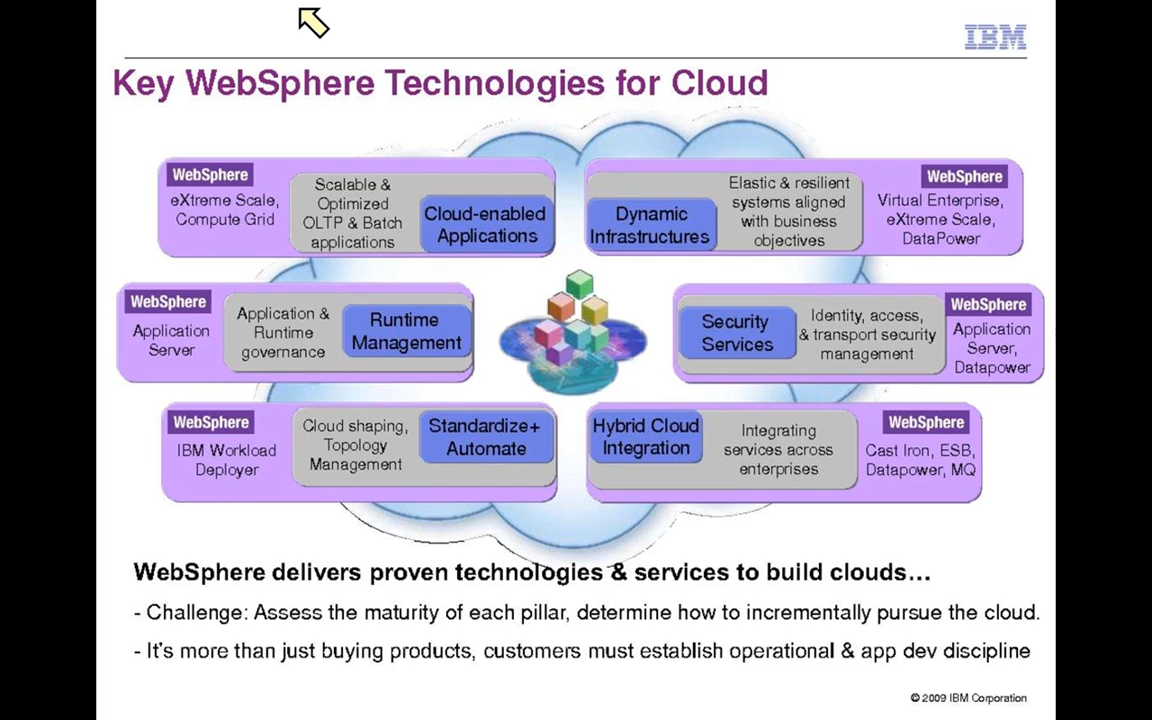 IBM
Key WebSphere Technologies for Cloud
WebSphere
eXtreme Scale,
Compute Grid
Scalable &
Optimized
OLTP & Batch
applications
Cloud-enabled
Applications
Dynamic
Infrastructures
Elastic & resilient
systems aligned
with business
objectives
WebSphere
Virtual Enterprise,
eXtreme Scale,
DataPower
WebSphere
Application
Server
Application &
Runtime
governance
Runtime
Management
Security
Services
Identity, access,
& transport security
management
WebSphere
Application
Server,
Datapower
WebSphere
IBM Workload
Deployer
Cloud shaping,
Topology
Management
Standardize+
Automate
Hybrid Cloud
Integration
Integrating
services across
enterprises
WebSphere
Cast Iron, ESB,
Datapower, MQ
WebSphere delivers proven technologies & services to build clouds…
- Challenge: Assess the maturity of each pillar, determine how to incrementally pursue the cloud.
- It's more than just buying products, customers must establish operational & app dev discipline
© 2009 IBM Corporation